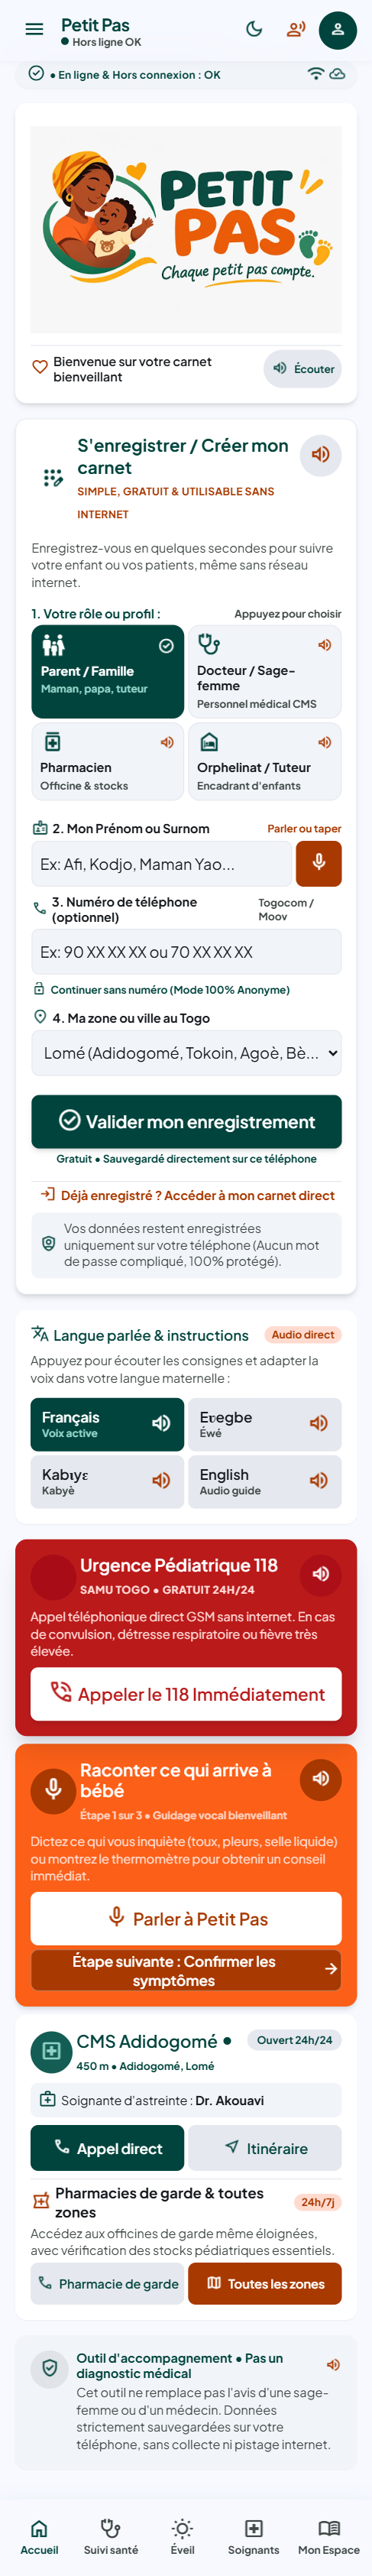 Petit Pas
Hors ligne OK
• En ligne & Hors connexion : OK
PETIT
PAS
Chaque petit pas compte.
Bienvenue sur votre carnet
bienveillant
Écouter
S'enregistrer / Créer mon
carnet
SIMPLE, GRATUIT & UTILISABLE SANS
INTERNET
Enregistrez-vous en quelques secondes pour suivre
votre enfant ou vos patients, même sans réseau
internet.
1. Votre rôle ou profil :
Appuyez pour choisir
Parent / Famille
Maman, papa, tuteur
Docteur / Sage-
femme
Personnel médical CMS
Pharmacien
Officine & stocks
Orphelinat / Tuteur
Encadrant d'enfants
2. Mon Prénom ou Surnom
Parler ou taper
Ex: Afi, Kodjo, Maman Yao...
3. Numéro de téléphone
(optionnel)
Togocom /
Moov
Ex: 90 XX XX XX ou 70 XX XX XX
Continuer sans numéro (Mode 100% Anonyme)
4. Ma zone ou ville au Togo
Lomé (Adidogomé, Tokoin, Agoè, Bè...
Valider mon enregistrement
Gratuit • Sauvegardé directement sur ce téléphone
Déjà enregistré ? Accéder à mon carnet direct
Vos données restent enregistrées
uniquement sur votre téléphone (Aucun mot
de passe compliqué, 100% protégé).
Langue parlée & instructions
Audio direct
Appuyez pour écouter les consignes et adapter la
voix dans votre langue maternelle :
Français
Voix active
Eʋegbe
Éwé
Kabɩyɛ
Kabyè
English
Audio guide
Urgence Pédiatrique 118
SAMU TOGO • GRATUIT 24H/24
Appel téléphonique direct GSM sans internet. En cas
de convulsion, détresse respiratoire ou fièvre très
élevée.
Appeler le 118 Immédiatement
Raconter ce qui arrive à
bébé
Étape 1 sur 3 • Guidage vocal bienveillant
Dictez ce qui vous inquiète (toux, pleurs, selle liquide)
ou montrez le thermomètre pour obtenir un conseil
immédiat.
Parler à Petit Pas
Étape suivante : Confirmer les
symptômes
CMS Adidogomé
Ouvert 24h/24
450 m • Adidogomé, Lomé
Soignante d'astreinte : Dr. Akouavi
Appel direct
Itinéraire
Pharmacies de garde & toutes
zones
24h/7j
Accédez aux officines de garde même éloignées,
avec vérification des stocks pédiatriques essentiels.
Pharmacie de garde
Toutes les zones
Outil d'accompagnement • Pas un
diagnostic médical
Cet outil ne remplace pas l'avis d'une sage-
femme ou d'un médecin. Données
strictement sauvegardées sur votre
téléphone, sans collecte ni pistage internet.
Accueil
Suivi santé
Éveil
Soignants
Mon Espace